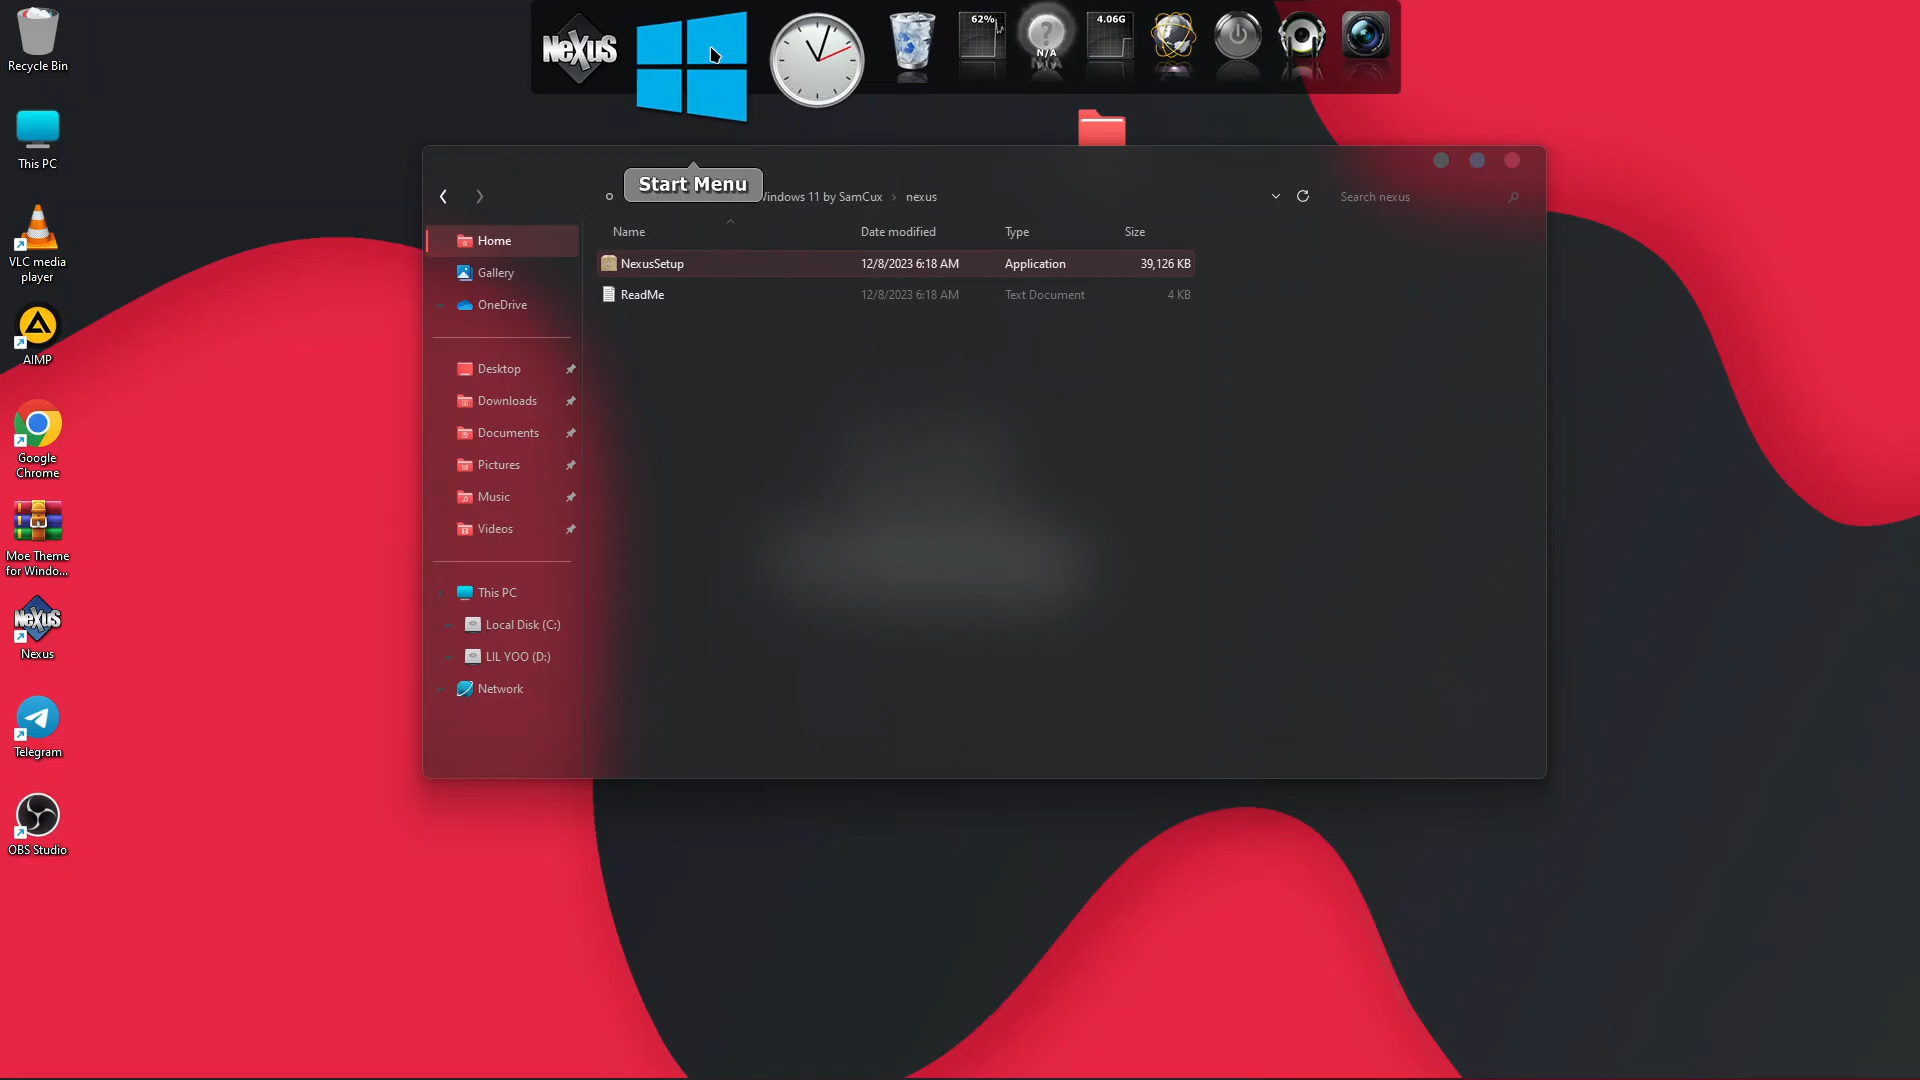 NeXuS
62%
N/A
4.06G
Start Menu
Windows 11 by SamCux > nexus
Search nexus
Name
Date modified
Type
Size
NexusSetup
12/8/2023 6:18 AM
Application
39,126 KB
ReadMe
12/8/2023 6:18 AM
Text Document
4 KB
Home
Gallery
OneDrive
Desktop
Downloads
Documents
Pictures
Music
Videos
This PC
Local Disk (C:)
LIL YOO (D:)
Network
Recycle Bin
This PC
VLC media
player
AIMP
Google
Chrome
Moe Theme
for Windo...
NeXuS
Nexus
Telegram
OBS Studio